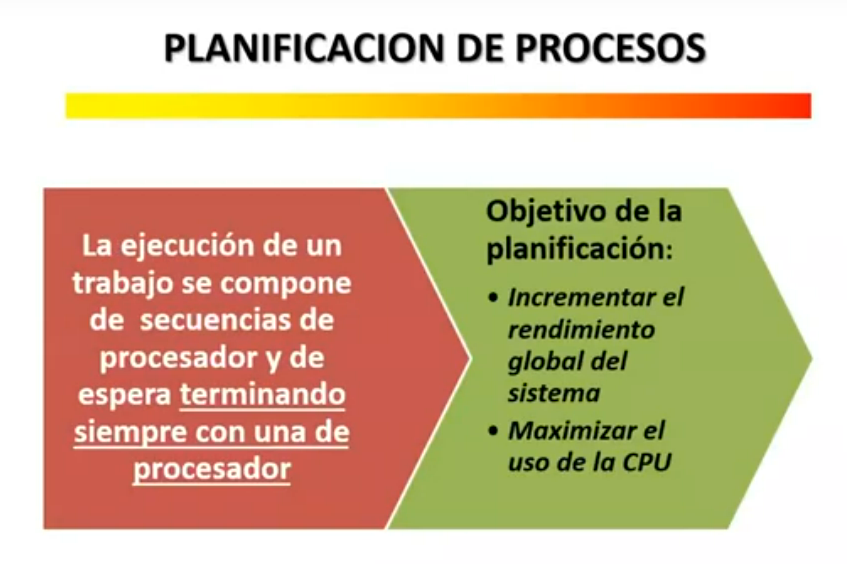 PLANIFICACION DE PROCESOS
La ejecución de un
trabajo se compone
de secuencias de
procesador y de
espera terminando
siempre con una de
procesador
Objetivo de la
planificación:
• Incrementar el
rendimiento
global del
sistema
• Maximizar el
uso de la CPU